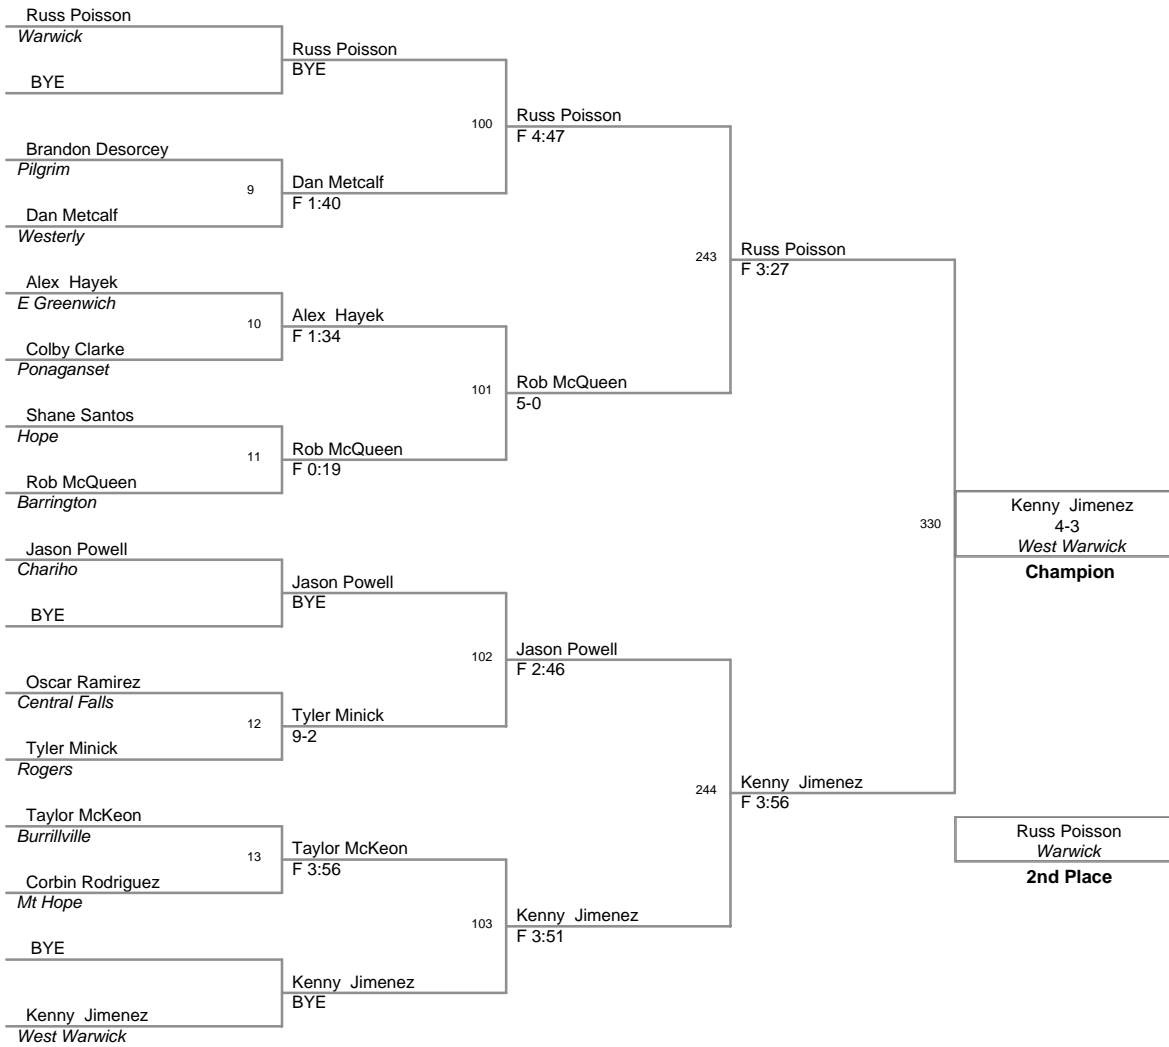 Russ Poisson
Warwick
BYE
Brandon Desorcey
Pilgrim
9
Dan Metcalf
Westerly
Alex  Hayek
E Greenwich
10
Colby Clarke
Ponaganset
Shane Santos
Hope
11
Rob McQueen
Barrington
Jason Powell
Chariho
BYE
Oscar Ramirez
Central Falls
12
Tyler Minick
Rogers
Taylor McKeon
Burrillville
13
Corbin Rodriguez
Mt Hope
BYE
Kenny  Jimenez
West Warwick
Russ Poisson
BYE
100
Dan Metcalf
F 1:40
Alex  Hayek
F 1:34
101
Rob McQueen
F 0:19
Jason Powell
BYE
102
Tyler Minick
9-2
Taylor McKeon
F 3:56
103
Kenny  Jimenez
BYE
Russ Poisson
F 4:47
243
Rob McQueen
5-0
Jason Powell
F 2:46
244
Kenny  Jimenez
F 3:51
Russ Poisson
F 3:27
330
Kenny  Jimenez
F 3:56
Kenny  Jimenez
4-3
West Warwick
Champion
Russ Poisson
Warwick
2nd Place